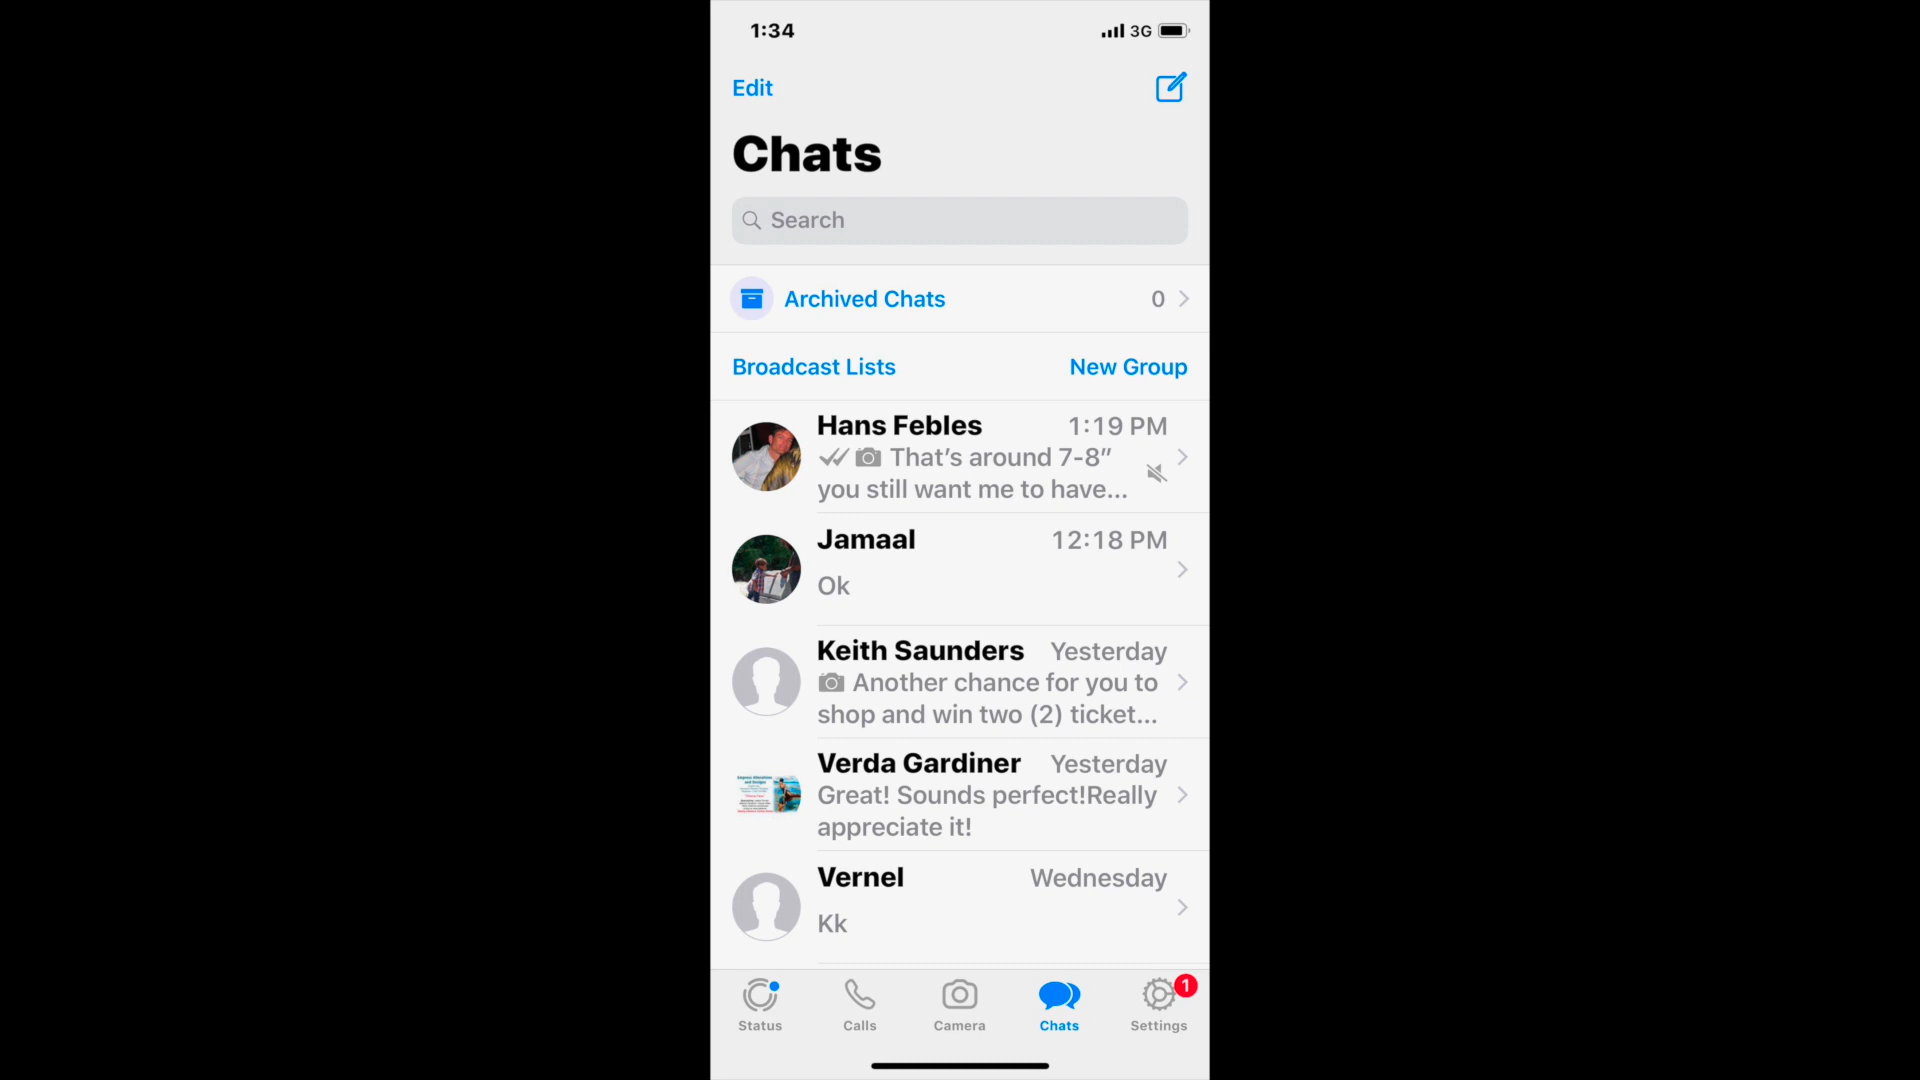 1:34
3G
Edit
Chats
Search
Archived Chats 0
Broadcast Lists New Group
Hans Febles 1:19 PM
That’s around 7-8”
you still want me to have...
Jamaal 12:18 PM
Ok
Keith Saunders Yesterday
Another chance for you to
shop and win two (2) ticket...
Verda Gardiner Yesterday
Great! Sounds perfect!Really
appreciate it!
Vernel Wednesday
Kk
1
Status Calls Camera Chats Settings